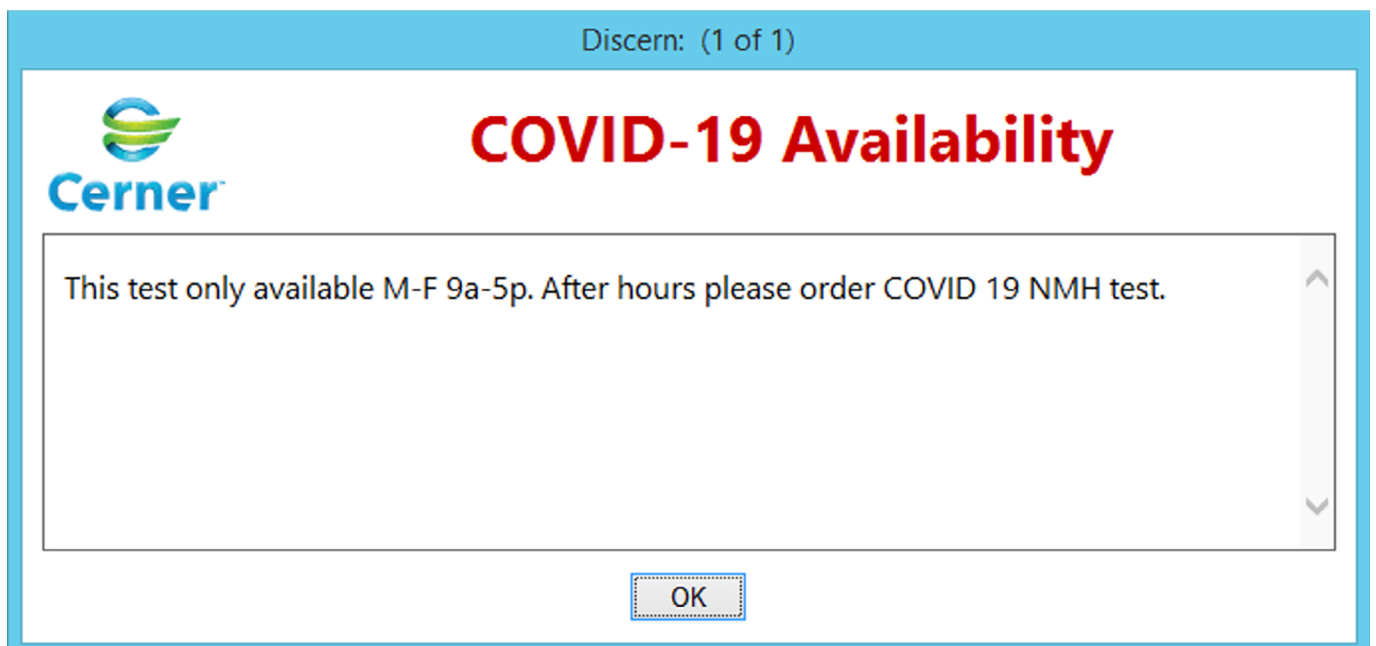 Discern: (1 of 1)
Cerner™
COVID-19 Availability
This test only available M-F 9a-5p. After hours please order COVID 19 NMH test.
OK